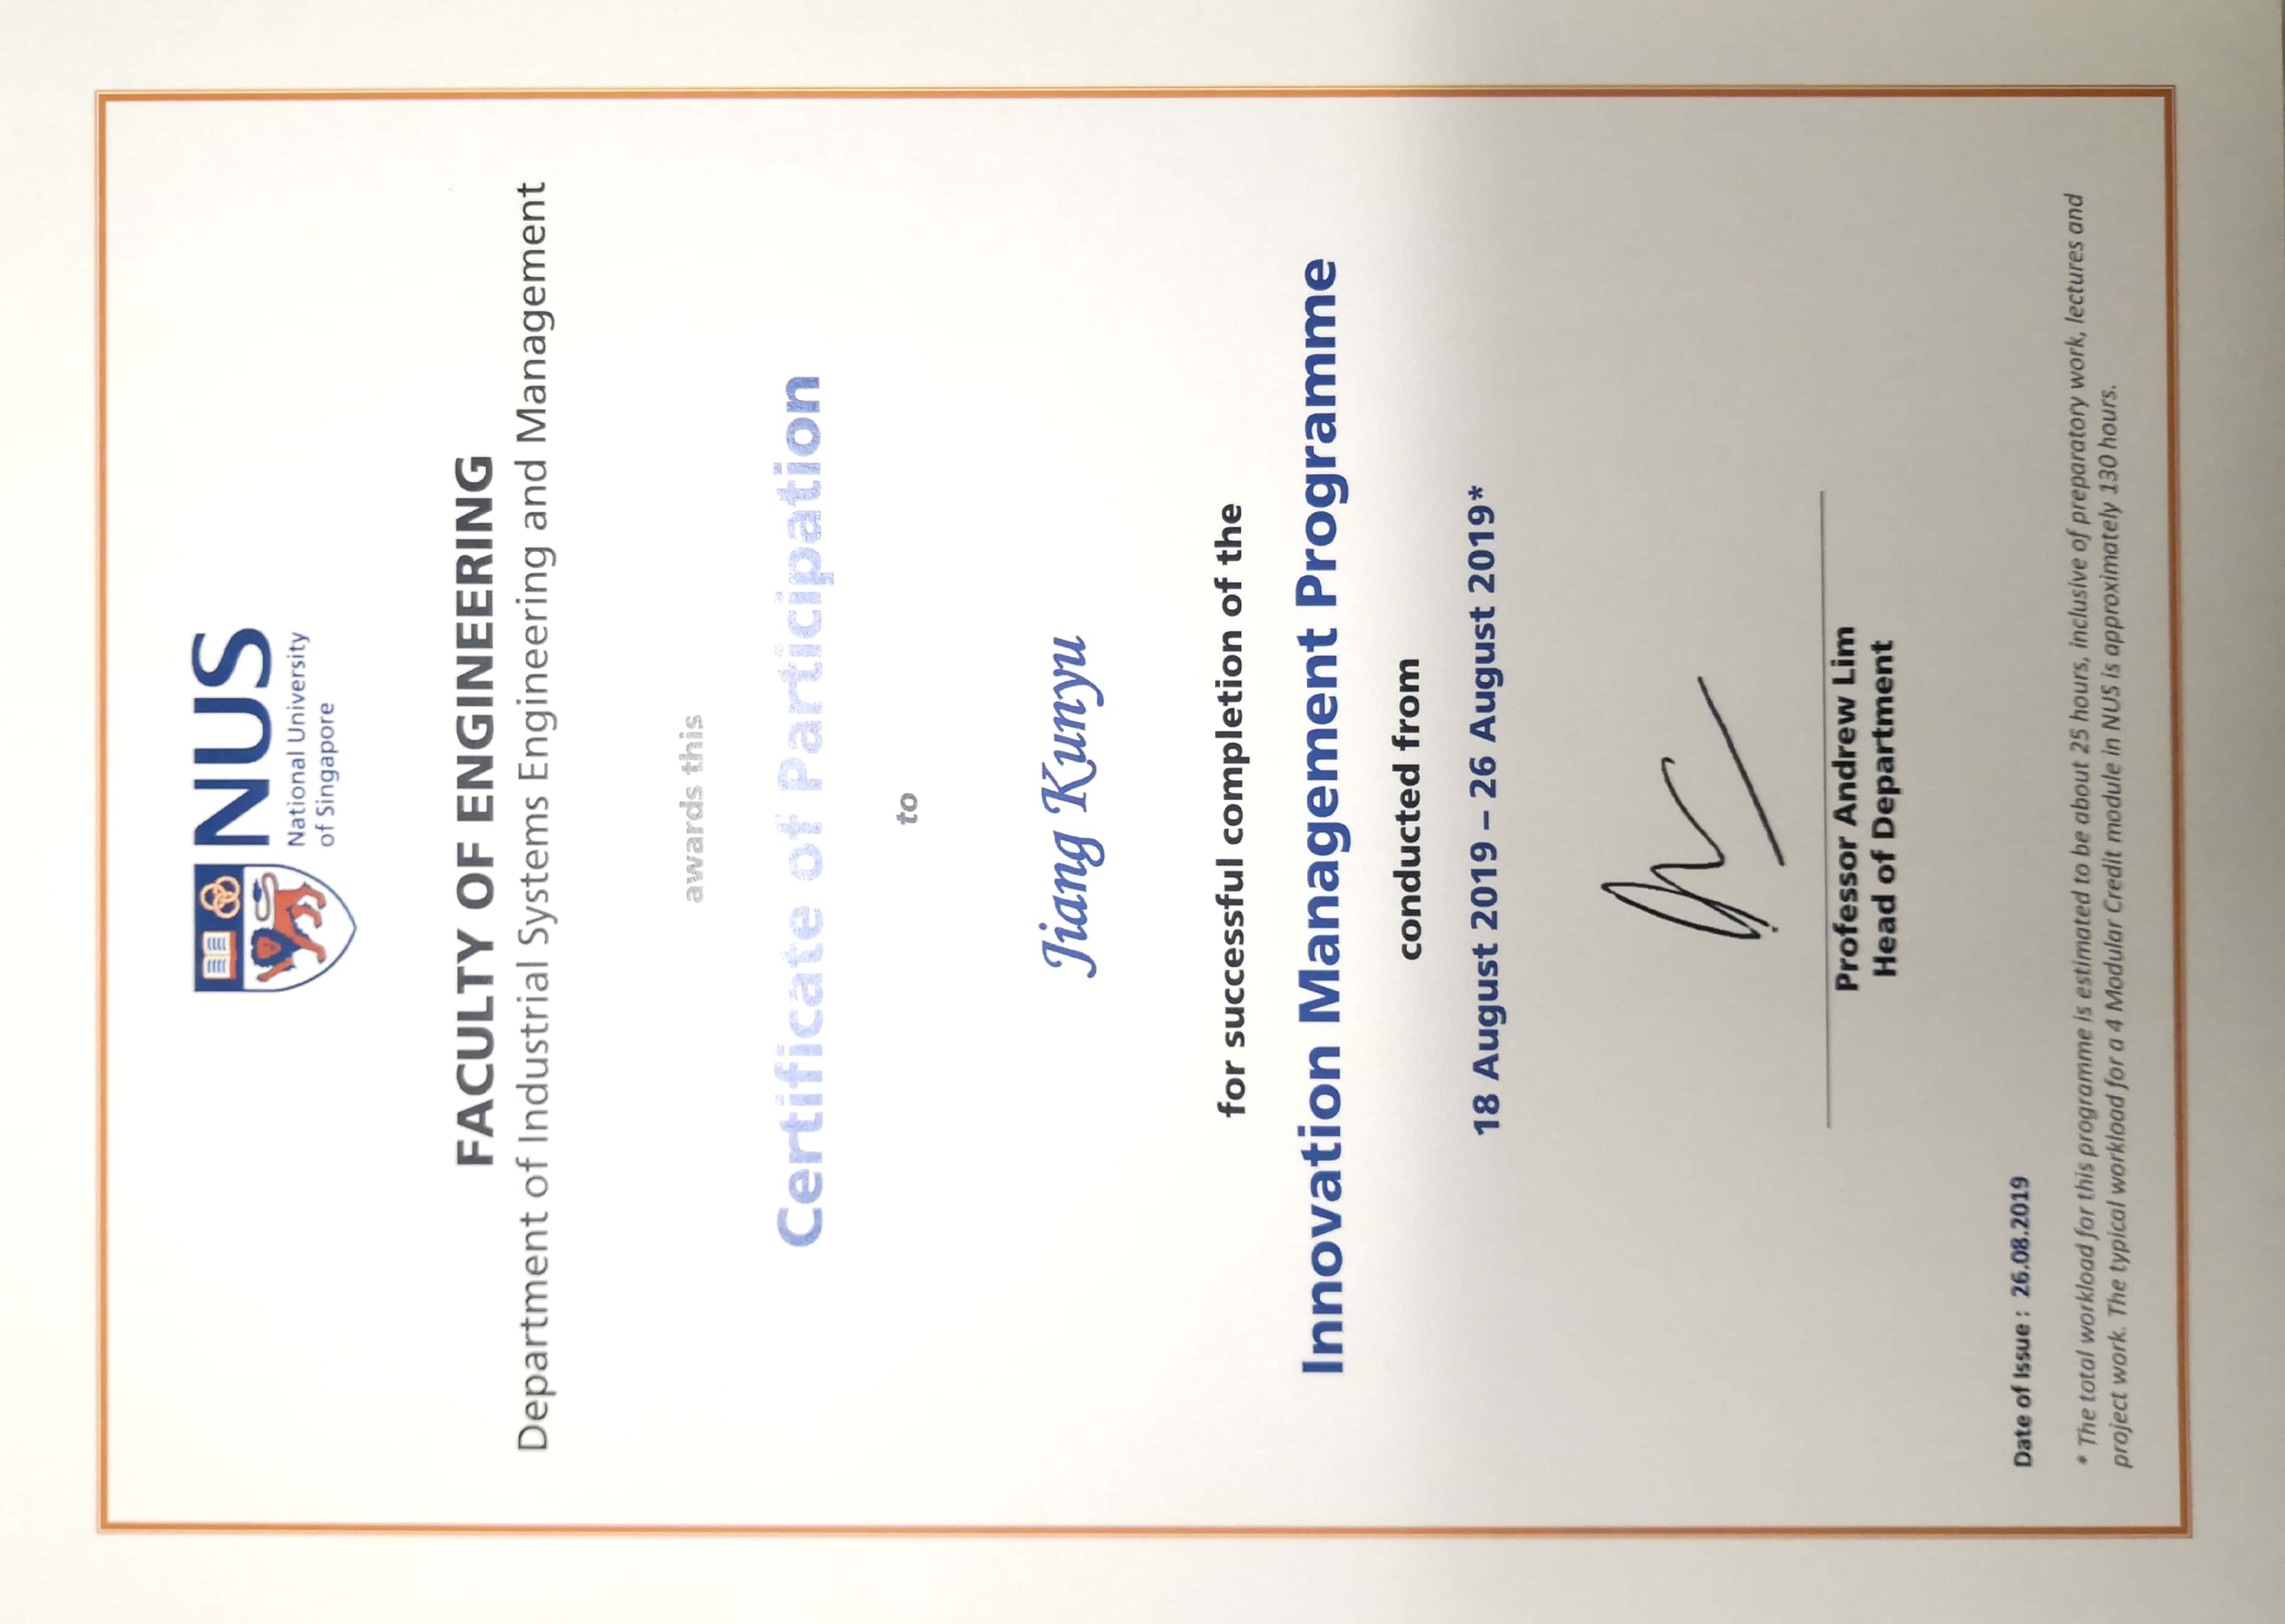 NUS
National University
of Singapore
FACULTY OF ENGINEERING
Department of Industrial Systems Engineering and Management
awards this
Certificate of Participation
to
Jiang Kunyu
for successful completion of the
Innovation Management Programme
conducted from
18 August 2019 – 26 August 2019*
Professor Andrew Lim
Head of Department
Date of Issue : 26.08.2019
* The total workload for this programme is estimated to be about 25 hours, inclusive of preparatory work, lectures and
project work. The typical workload for a 4 Modular Credit module in NUS is approximately 130 hours.